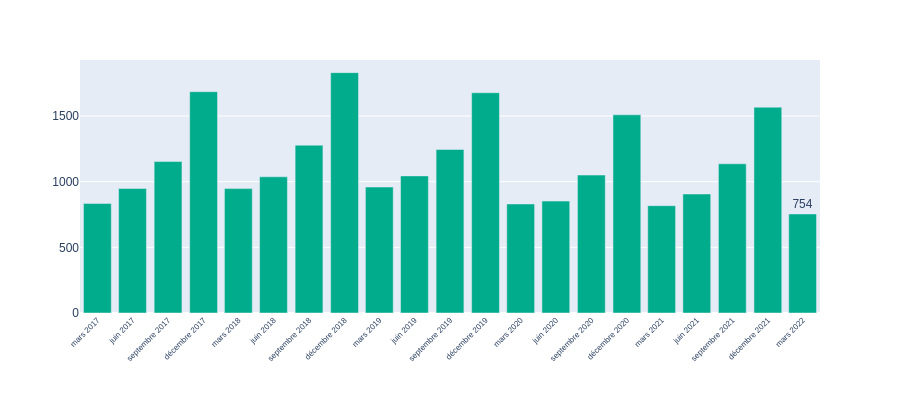 1500
1000
500
0
754
mars 2017
juin 2017
septembre 2017
décembre 2017
mars 2018
juin 2018
septembre 2018
décembre 2018
mars 2019
juin 2019
septembre 2019
décembre 2019
mars 2020
juin 2020
septembre 2020
décembre 2020
mars 2021
juin 2021
septembre 2021
décembre 2021
mars 2022